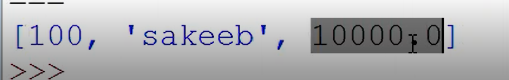 [100, 'sakeeb', 10000.0]
>>>